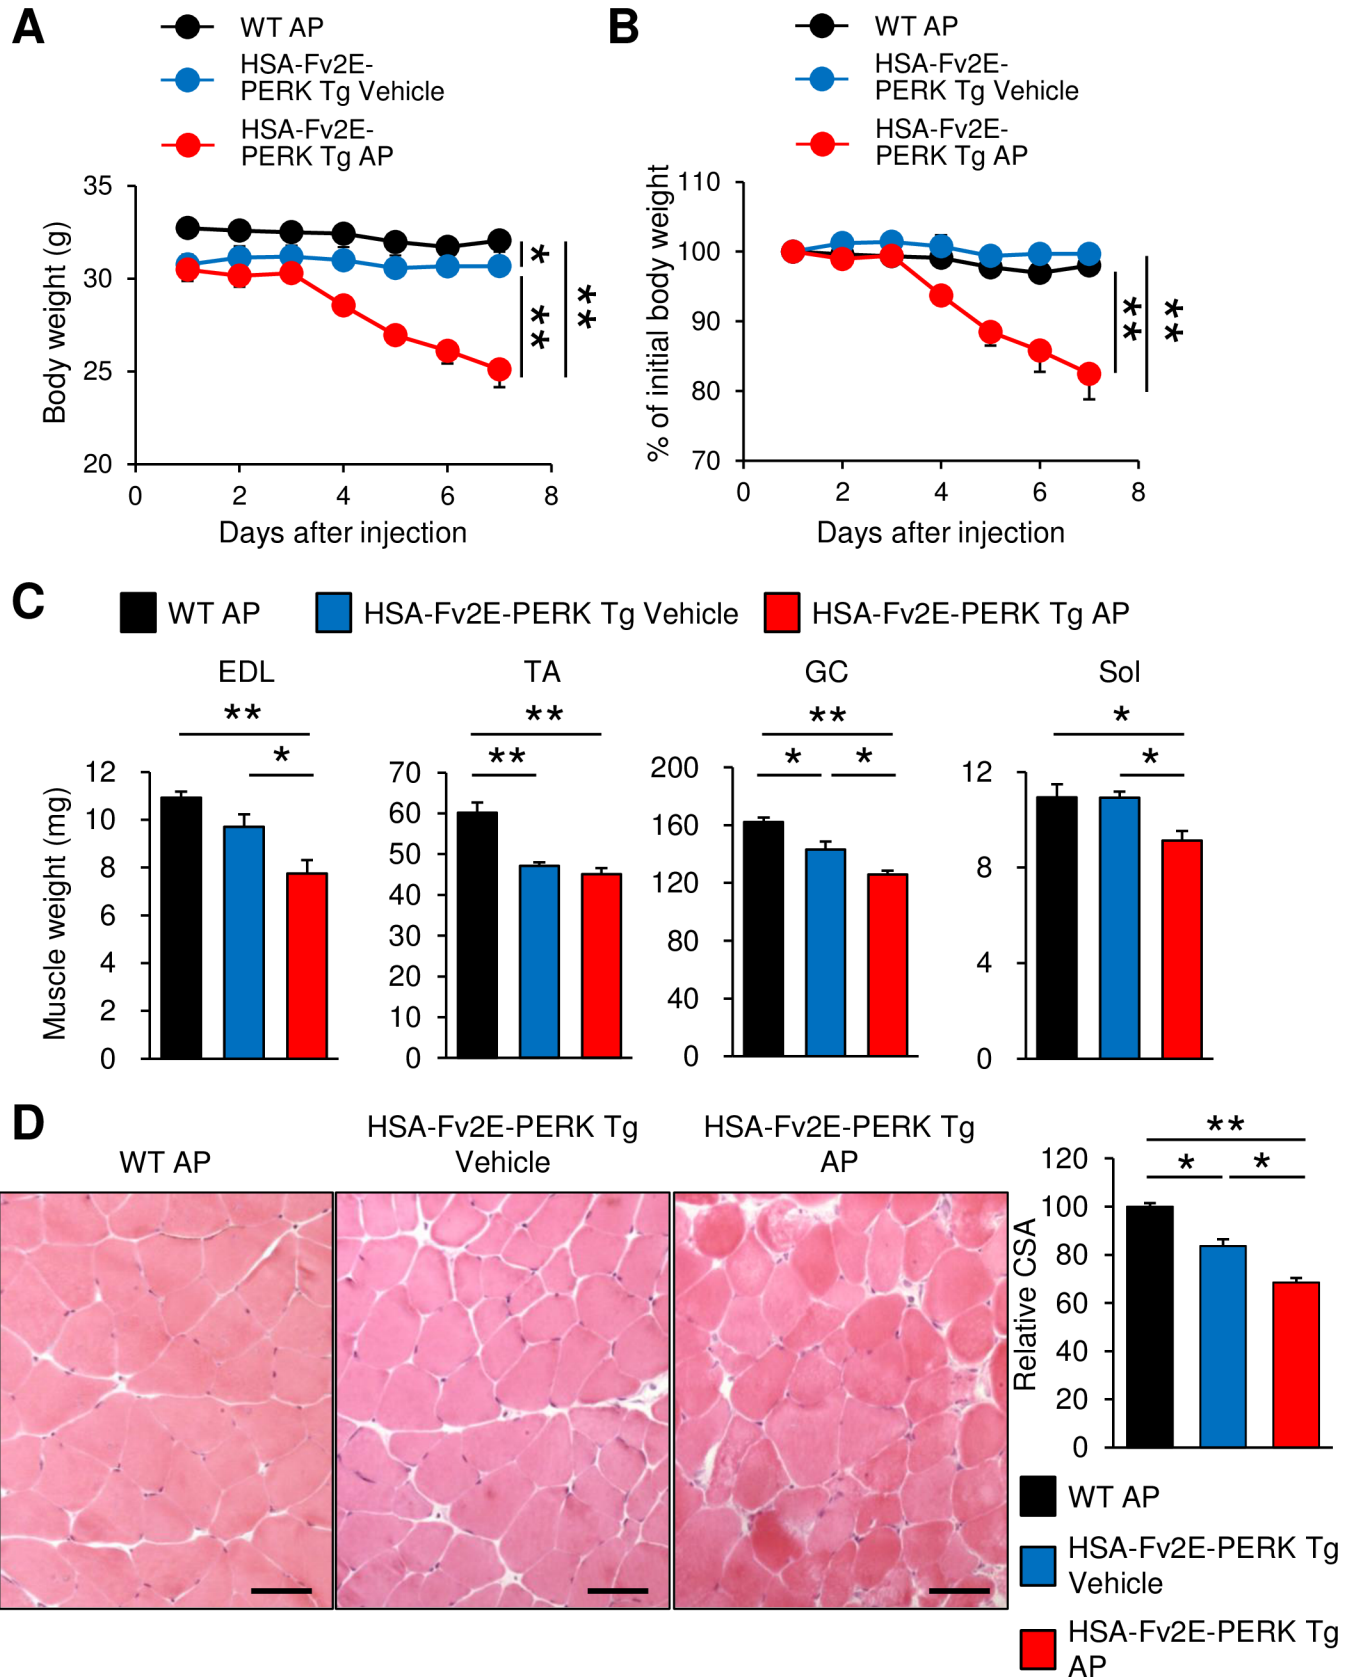 A
WT AP
HSA-Fv2E-
PERK Tg Vehicle
HSA-Fv2E-
PERK Tg AP
Body weight (g)
35
30
25
20
0 2 4 6 8
Days after injection
*
**
**
B
WT AP
HSA-Fv2E-
PERK Tg Vehicle
HSA-Fv2E-
PERK Tg AP
% of initial body weight
110
100
90
80
70
0 2 4 6 8
Days after injection
**
**
C
WT AP HSA-Fv2E-PERK Tg Vehicle HSA-Fv2E-PERK Tg AP
Muscle weight (mg)
EDL
**
*
12
10
8
6
4
2
0
TA
**
**
70
60
50
40
30
20
10
0
GC
**
* *
200
160
120
80
40
0
Sol
*
*
12
8
4
0
D
WT AP
HSA-Fv2E-PERK Tg
Vehicle
HSA-Fv2E-PERK Tg
AP
Relative CSA
**
* *
120
100
80
60
40
20
0
WT AP
HSA-Fv2E-PERK Tg
Vehicle
HSA-Fv2E-PERK Tg
AP